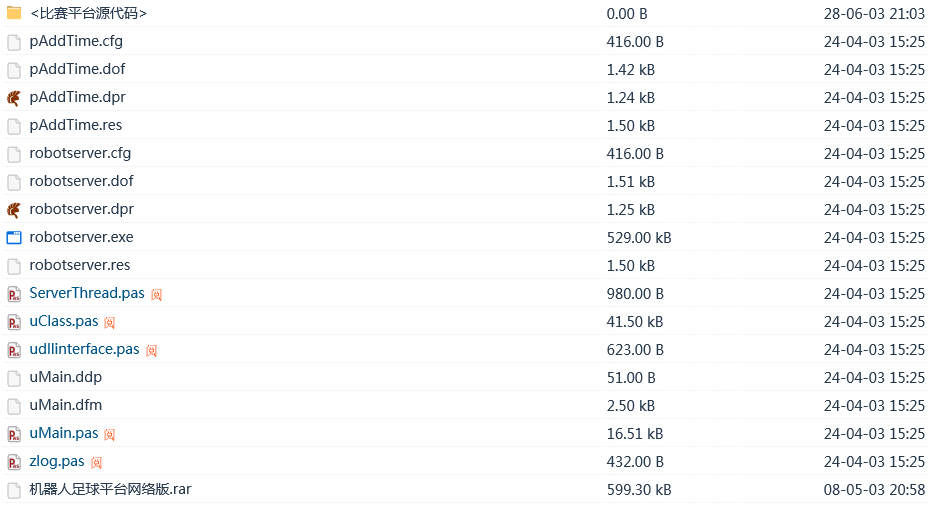 <比赛平台源代码> 0.00 B 28-06-03 21:03
pAddTime.cfg 416.00 B 24-04-03 15:25
pAddTime.dof 1.42 kB 24-04-03 15:25
pAddTime.dpr 1.24 kB 24-04-03 15:25
pAddTime.res 1.50 kB 24-04-03 15:25
robotserver.cfg 416.00 B 24-04-03 15:25
robotserver.dof 1.51 kB 24-04-03 15:25
robotserver.dpr 1.25 kB 24-04-03 15:25
robotserver.exe 529.00 kB 24-04-03 15:25
robotserver.res 1.50 kB 24-04-03 15:25
ServerThread.pas 阅 980.00 B 24-04-03 15:25
uClass.pas 阅 41.50 kB 24-04-03 15:25
udllinterface.pas 阅 623.00 B 24-04-03 15:25
uMain.ddp 51.00 B 24-04-03 15:25
uMain.dfm 2.50 kB 24-04-03 15:25
uMain.pas 阅 16.51 kB 24-04-03 15:25
zlog.pas 阅 432.00 B 24-04-03 15:25
机器人足球平台网络版.rar 599.30 kB 08-05-03 20:58